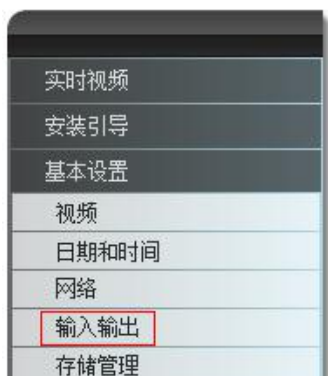 实时视频
安装引导
基本设置
视频
日期和时间
网络
输入输出
存储管理